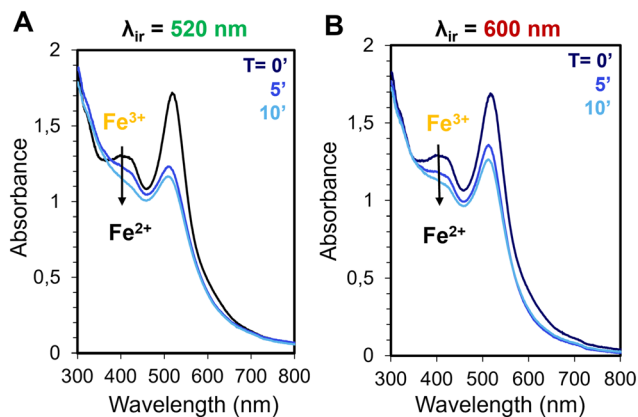 A
λir = 520 nm
2
1.5
1
0.5
0
Absorbance
T= 0’
5’
10’
Fe3+
Fe2+
300 400 500 600 700 800
Wavelength (nm)
B
λir = 600 nm
2
1.5
1
0,5
0
Absorbance
T= 0’
5’
10’
Fe3+
Fe2+
300 400 500 600 700 800
Wavelength (nm)